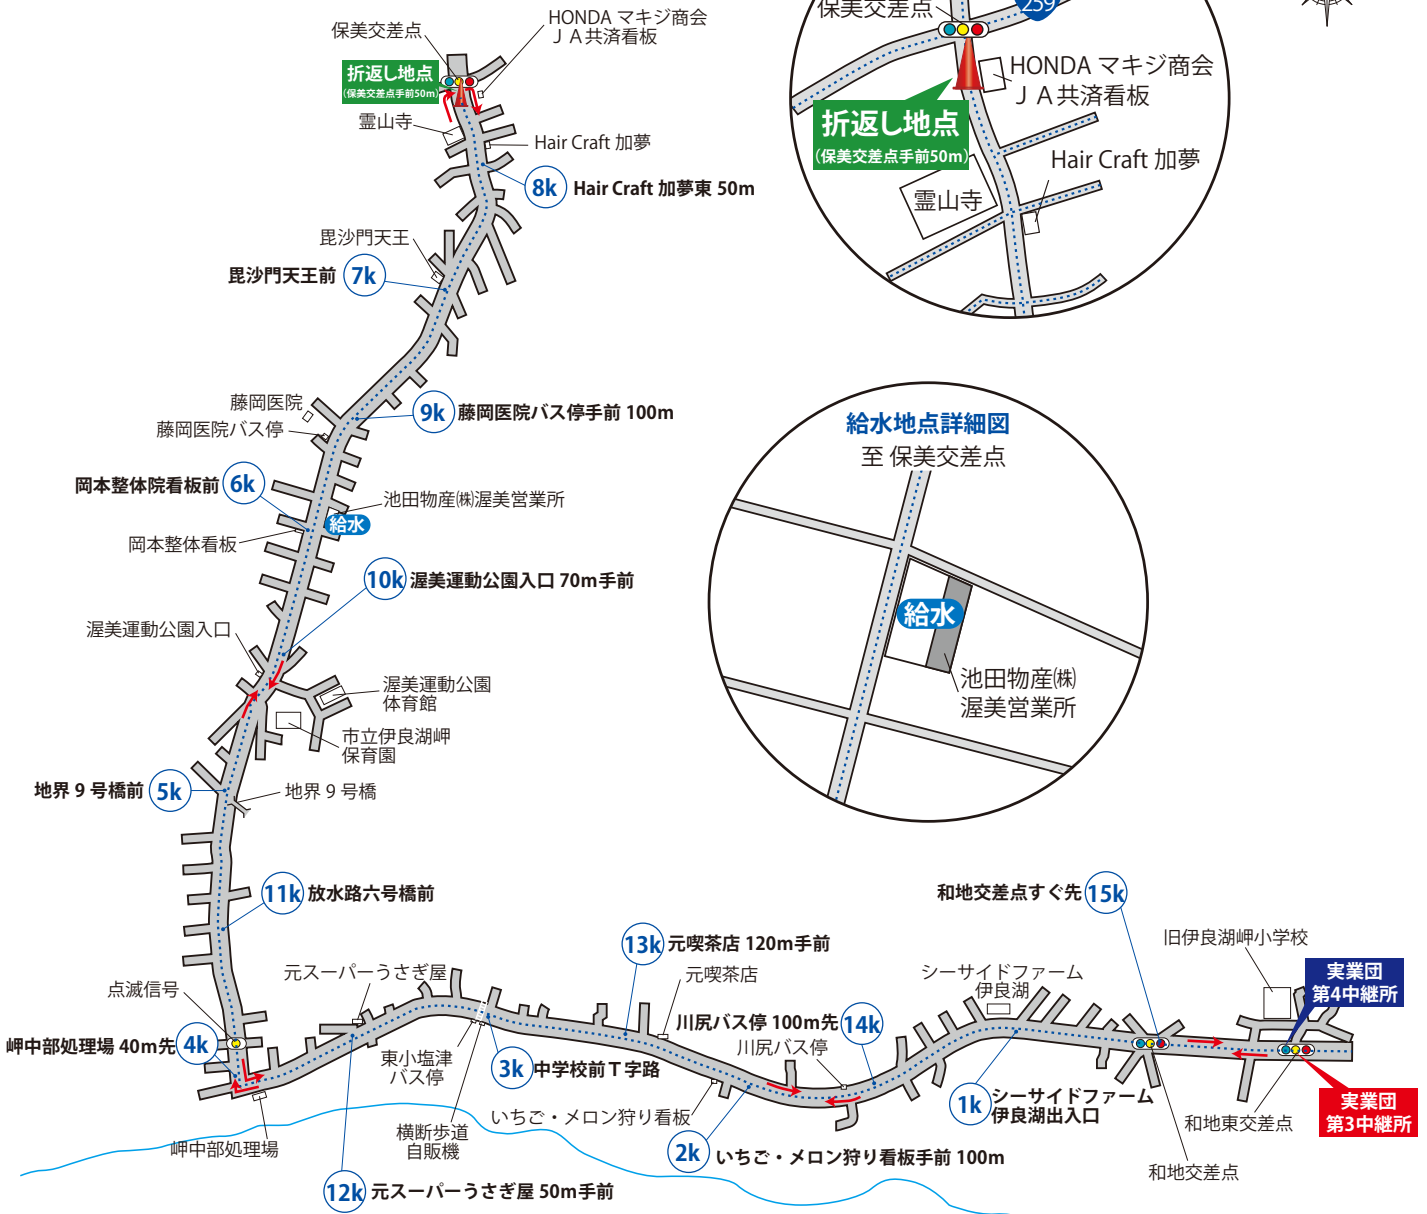 保美交差点
HONDA マキジ商会
ＪＡ共済看板
折返し地点
(保美交差点手前50m)
霊山寺
Hair Craft 加夢
8k Hair Craft 加夢東 50m
毘沙門天王
毘沙門天王前 7k
藤岡医院
藤岡医院バス停
9k 藤岡医院バス停手前 100m
岡本整体院看板前 6k
池田物産㈱渥美営業所
給水
岡本整体看板
10k 渥美運動公園入口 70m手前
渥美運動公園入口
渥美運動公園
体育館
市立伊良湖岬
保育園
地界９号橋前 5k
地界９号橋
11k 放水路六号橋前
点滅信号
岬中部処理場 40m先 4k
岬中部処理場
元スーパーうさぎ屋
12k 元スーパーうさぎ屋 50m手前
東小塩津
バス停
横断歩道
自販機
3k 中学校前Ｔ字路
13k 元喫茶店 120m手前
元喫茶店
いちご・メロン狩り看板
2k いちご・メロン狩り看板手前 100m
川尻バス停 100m先 14k
川尻バス停
シーサイドファーム
伊良湖
1k シーサイドファーム
伊良湖出入口
和地交差点すぐ先 15k
旧伊良湖岬小学校
実業団
第4中継所
実業団
第3中継所
和地東交差点
和地交差点
保美交差点
259
HONDA マキジ商会
ＪＡ共済看板
折返し地点
(保美交差点手前50m)
Hair Craft 加夢
霊山寺
給水地点詳細図
至 保美交差点
給水
池田物産㈱
渥美営業所